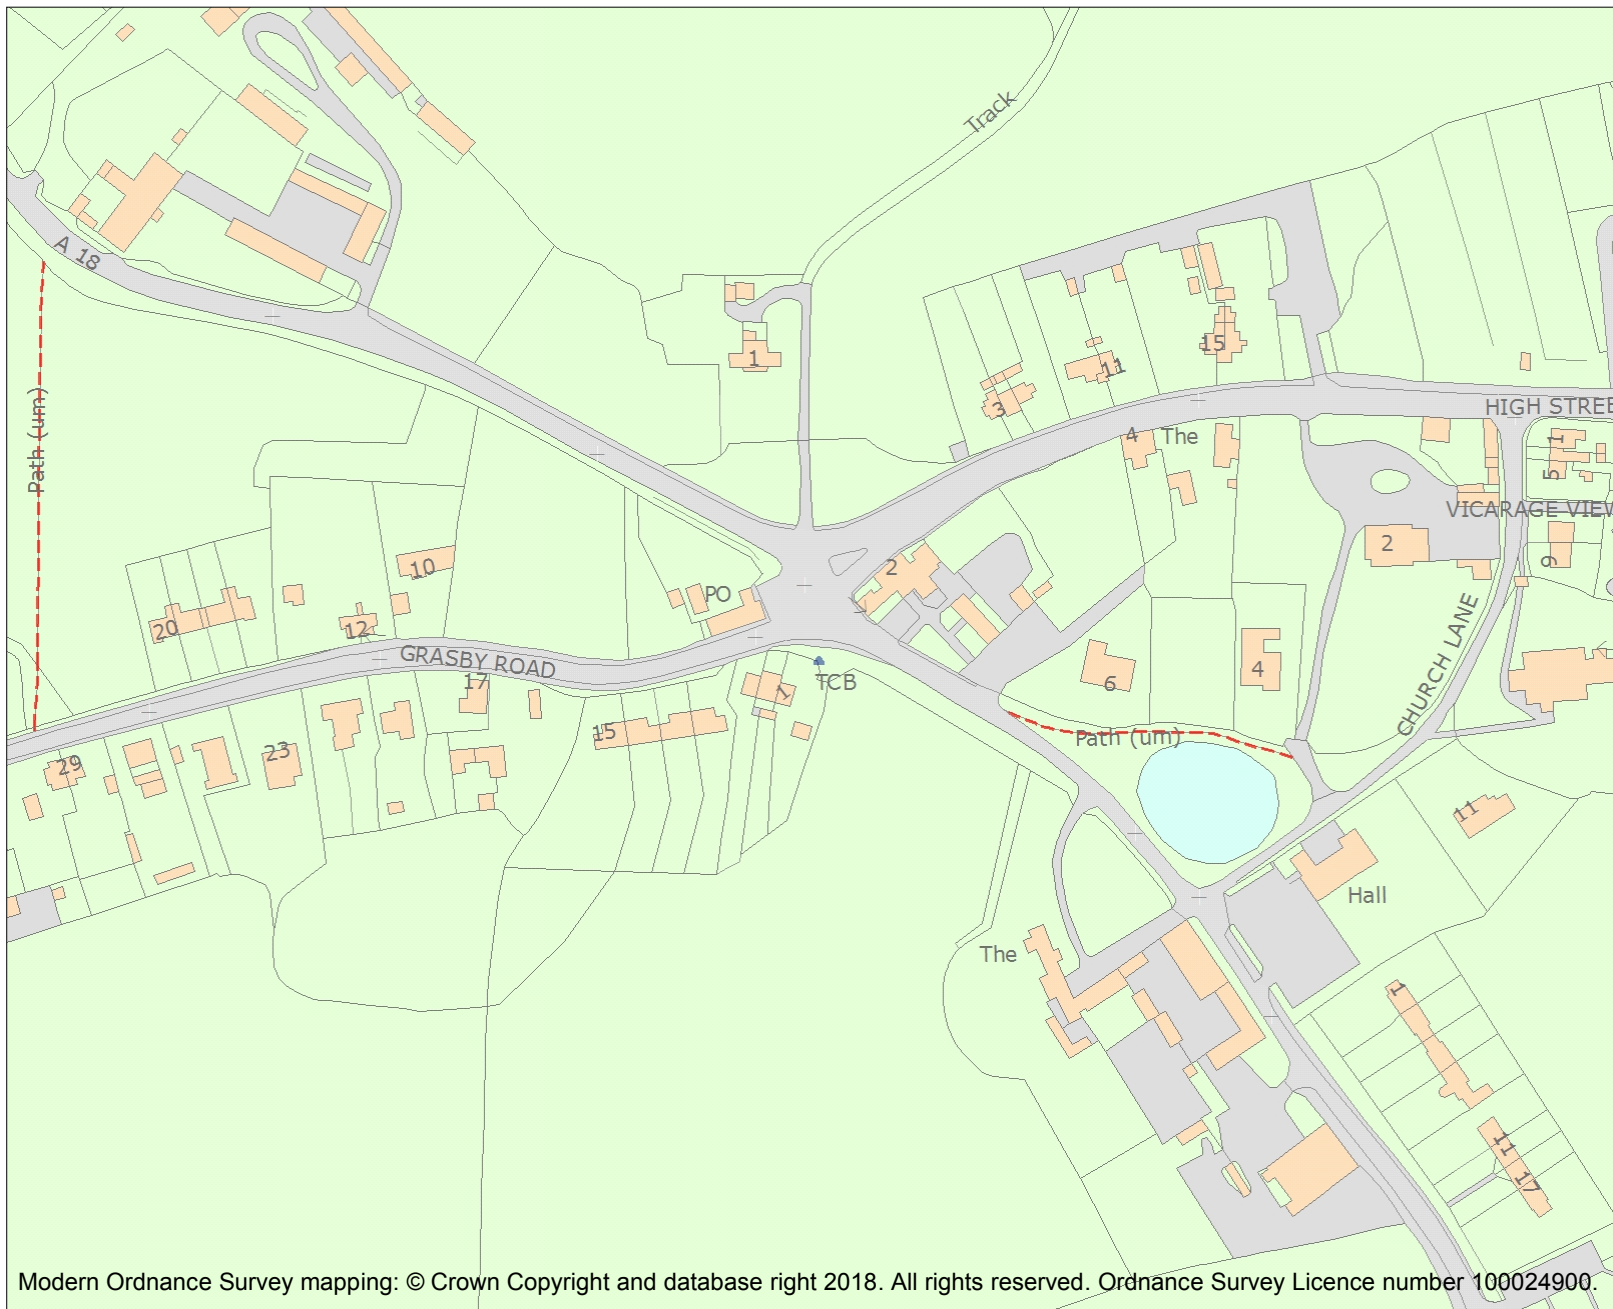 Track
A 18
1
15
11
3
HIGH STREE
Path (um)
4
The
1
5
VICARAGE VIEW
2
9
10
2
PO
20
12
GRASBY ROAD
17
1
TCB
6
4
CHURCH LANE
15
23
29
Path (um)
11
Hall
The
1
11
17
Modern Ordnance Survey mapping: © Crown Copyright and database right 2018. All rights reserved. Ordnance Survey Licence number 100024900.